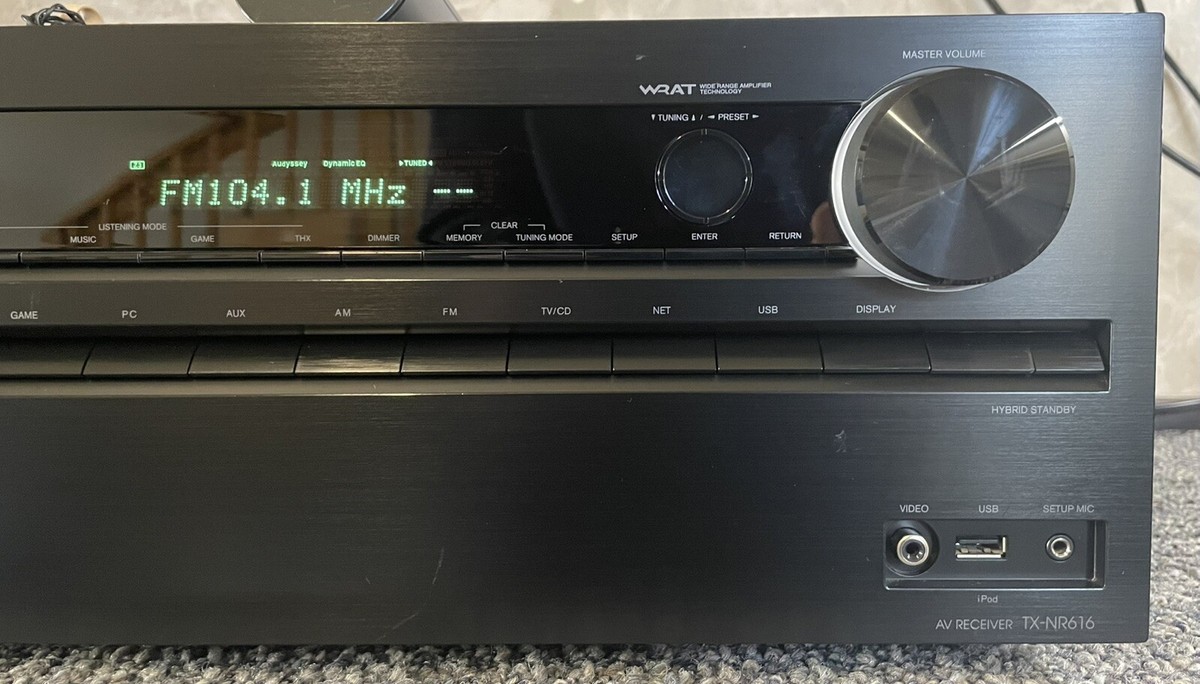 MASTER VOLUME
WRAT WIDE RANGE AMPLIFIER
TECHNOLOGY
TUNING / PRESET
Audyssey Dynamic EQ TUNED
FM104.1 MHz --
LISTENING MODE
CLEAR
MUSIC GAME THX DIMMER MEMORY TUNING MODE SETUP ENTER RETURN
GAME PC AUX AM FM TV/CD NET USB DISPLAY
HYBRID STANDBY
VIDEO USB SETUP MIC
iPod
AV RECEIVER TX-NR616